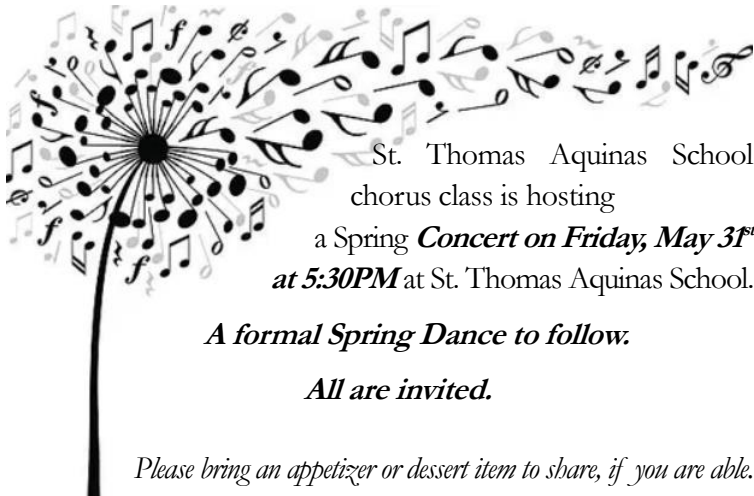 St. Thomas Aquinas School
chorus class is hosting
a Spring Concert on Friday, May 31st
at 5:30PM at St. Thomas Aquinas School.
A formal Spring Dance to follow.
All are invited.
Please bring an appetizer or dessert item to share, if you are able.